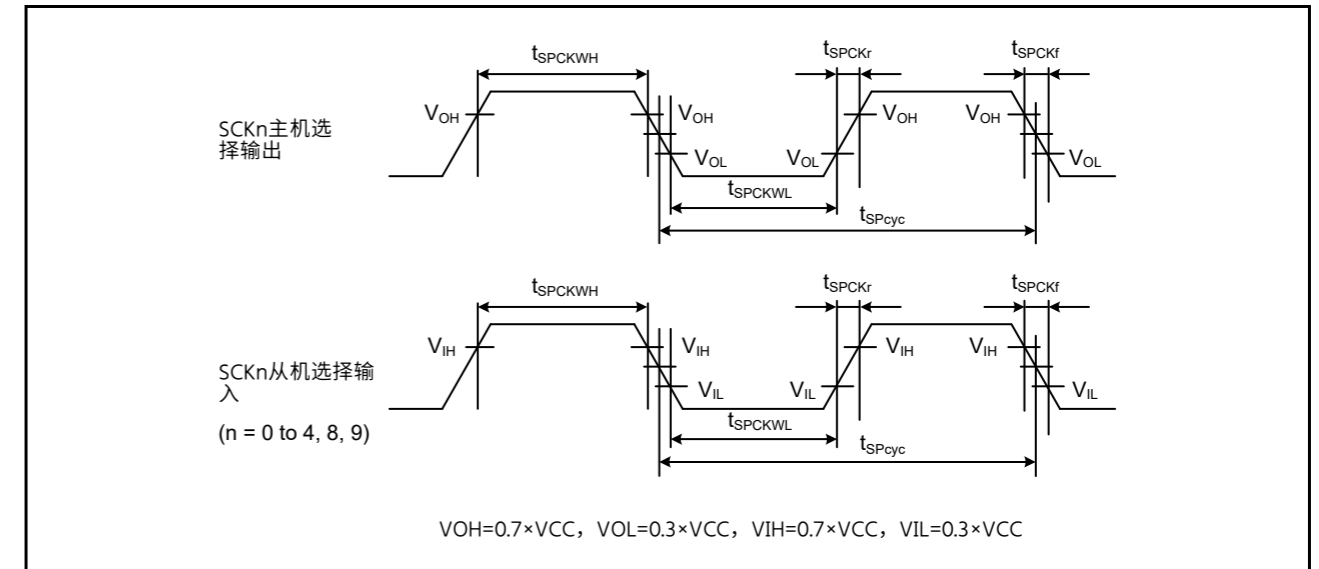 tSPCKWH
tSPCKr
tSPCKf
VOH
VOH
VOH
VOH
SCKn主机选
择输出
VOL
VOL
VOL
tSPCKWL
tSPcyc
tSPCKWH
tSPCKr
tSPCKf
VIH
VIH
VIH
VIH
SCKn从机选择输
入
VIL
VIL
VIL
(n = 0 to 4, 8, 9)
tSPCKWL
tSPcyc
VOH=0.7×VCC，VOL=0.3×VCC，VIH=0.7×VCC，VIL=0.3×VCC